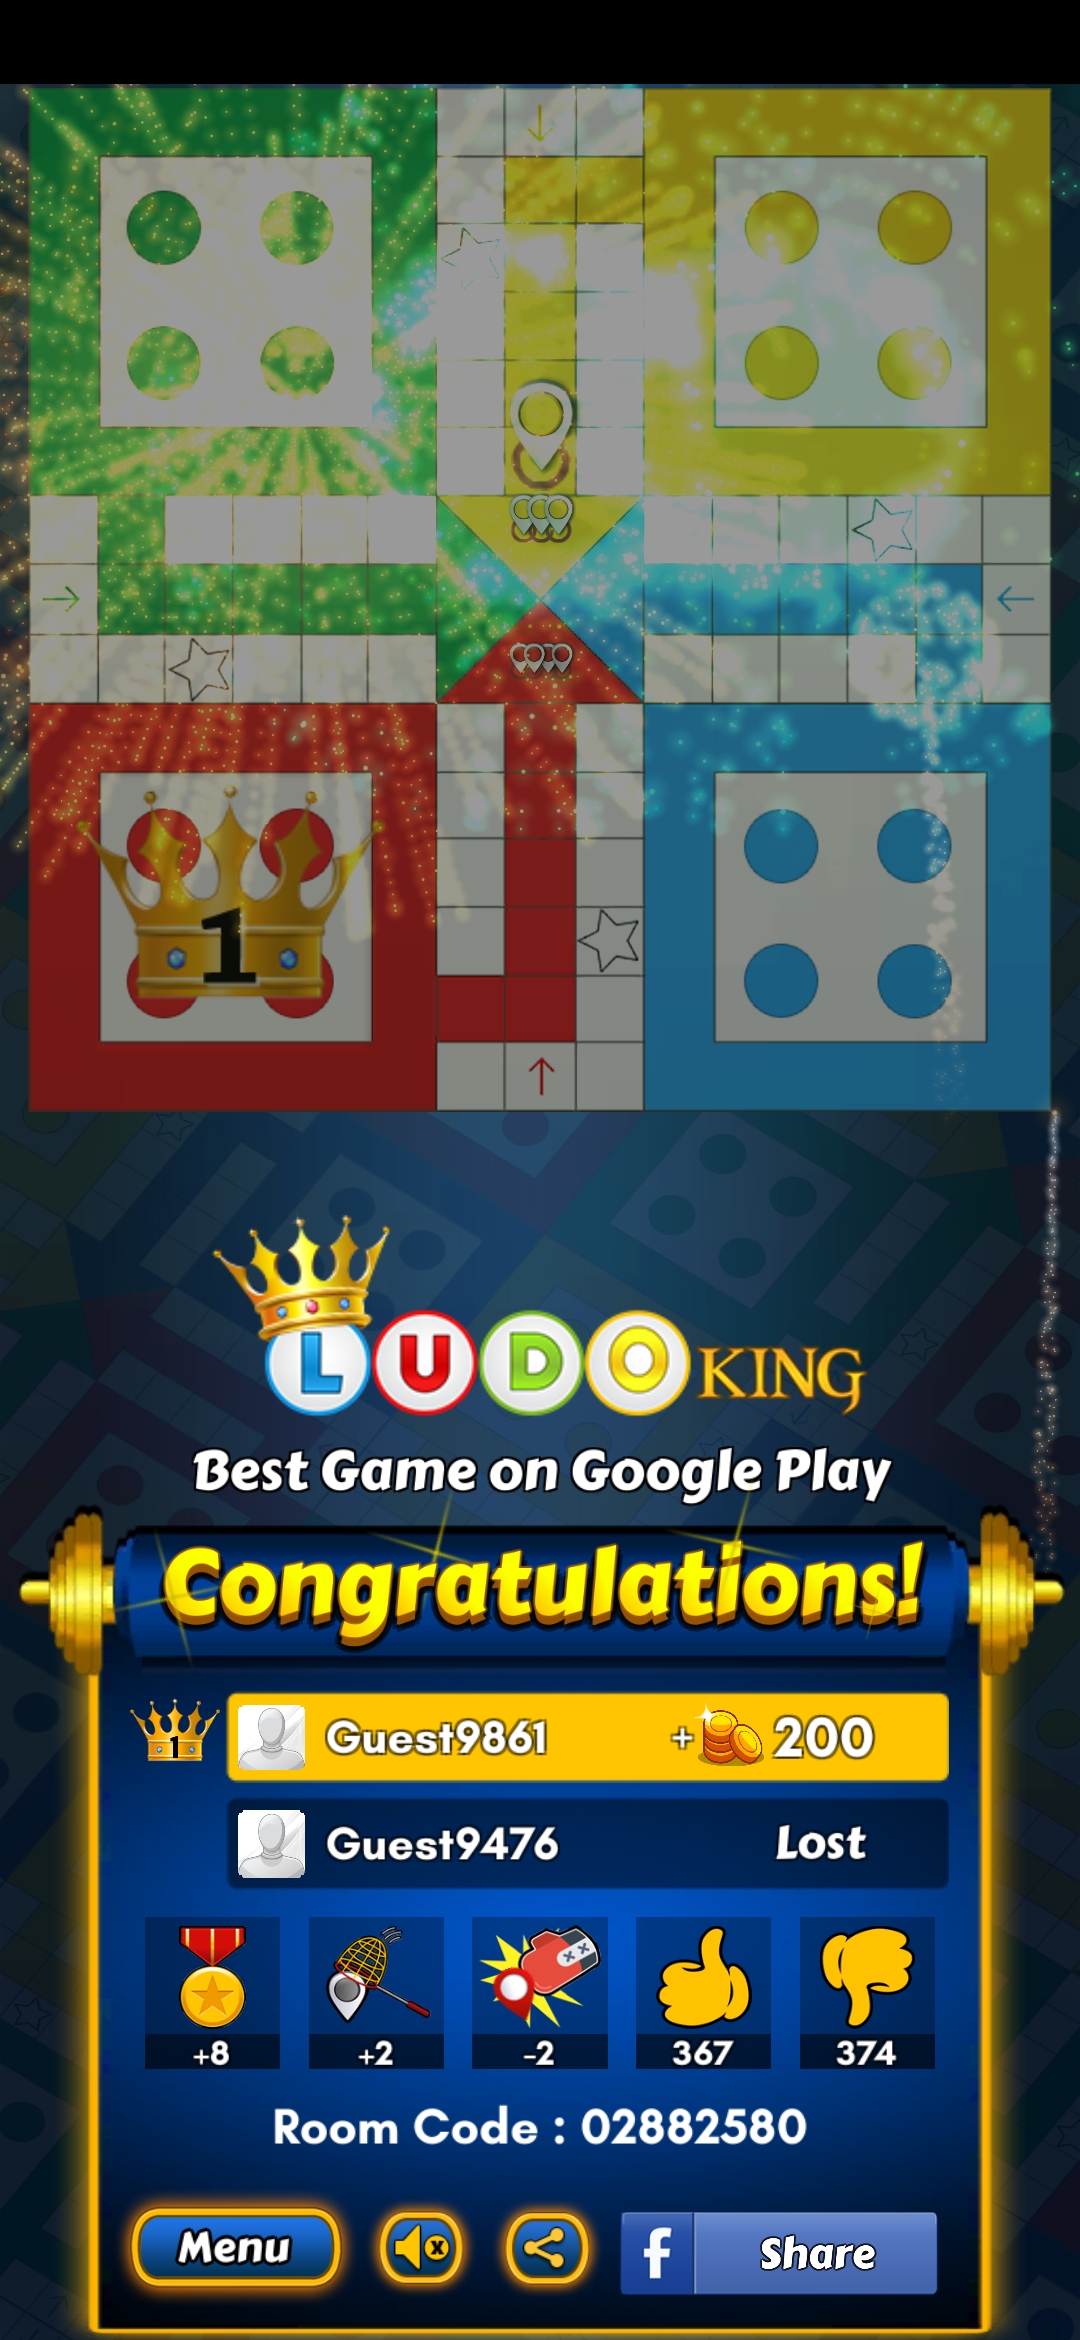 1
LUDO KING
Best Game on Google Play
Congratulations!
1 Guest9861 + 200
Guest9476 Lost
+8 +2 -2 367 374
Room Code : 02882580
Menu x f Share